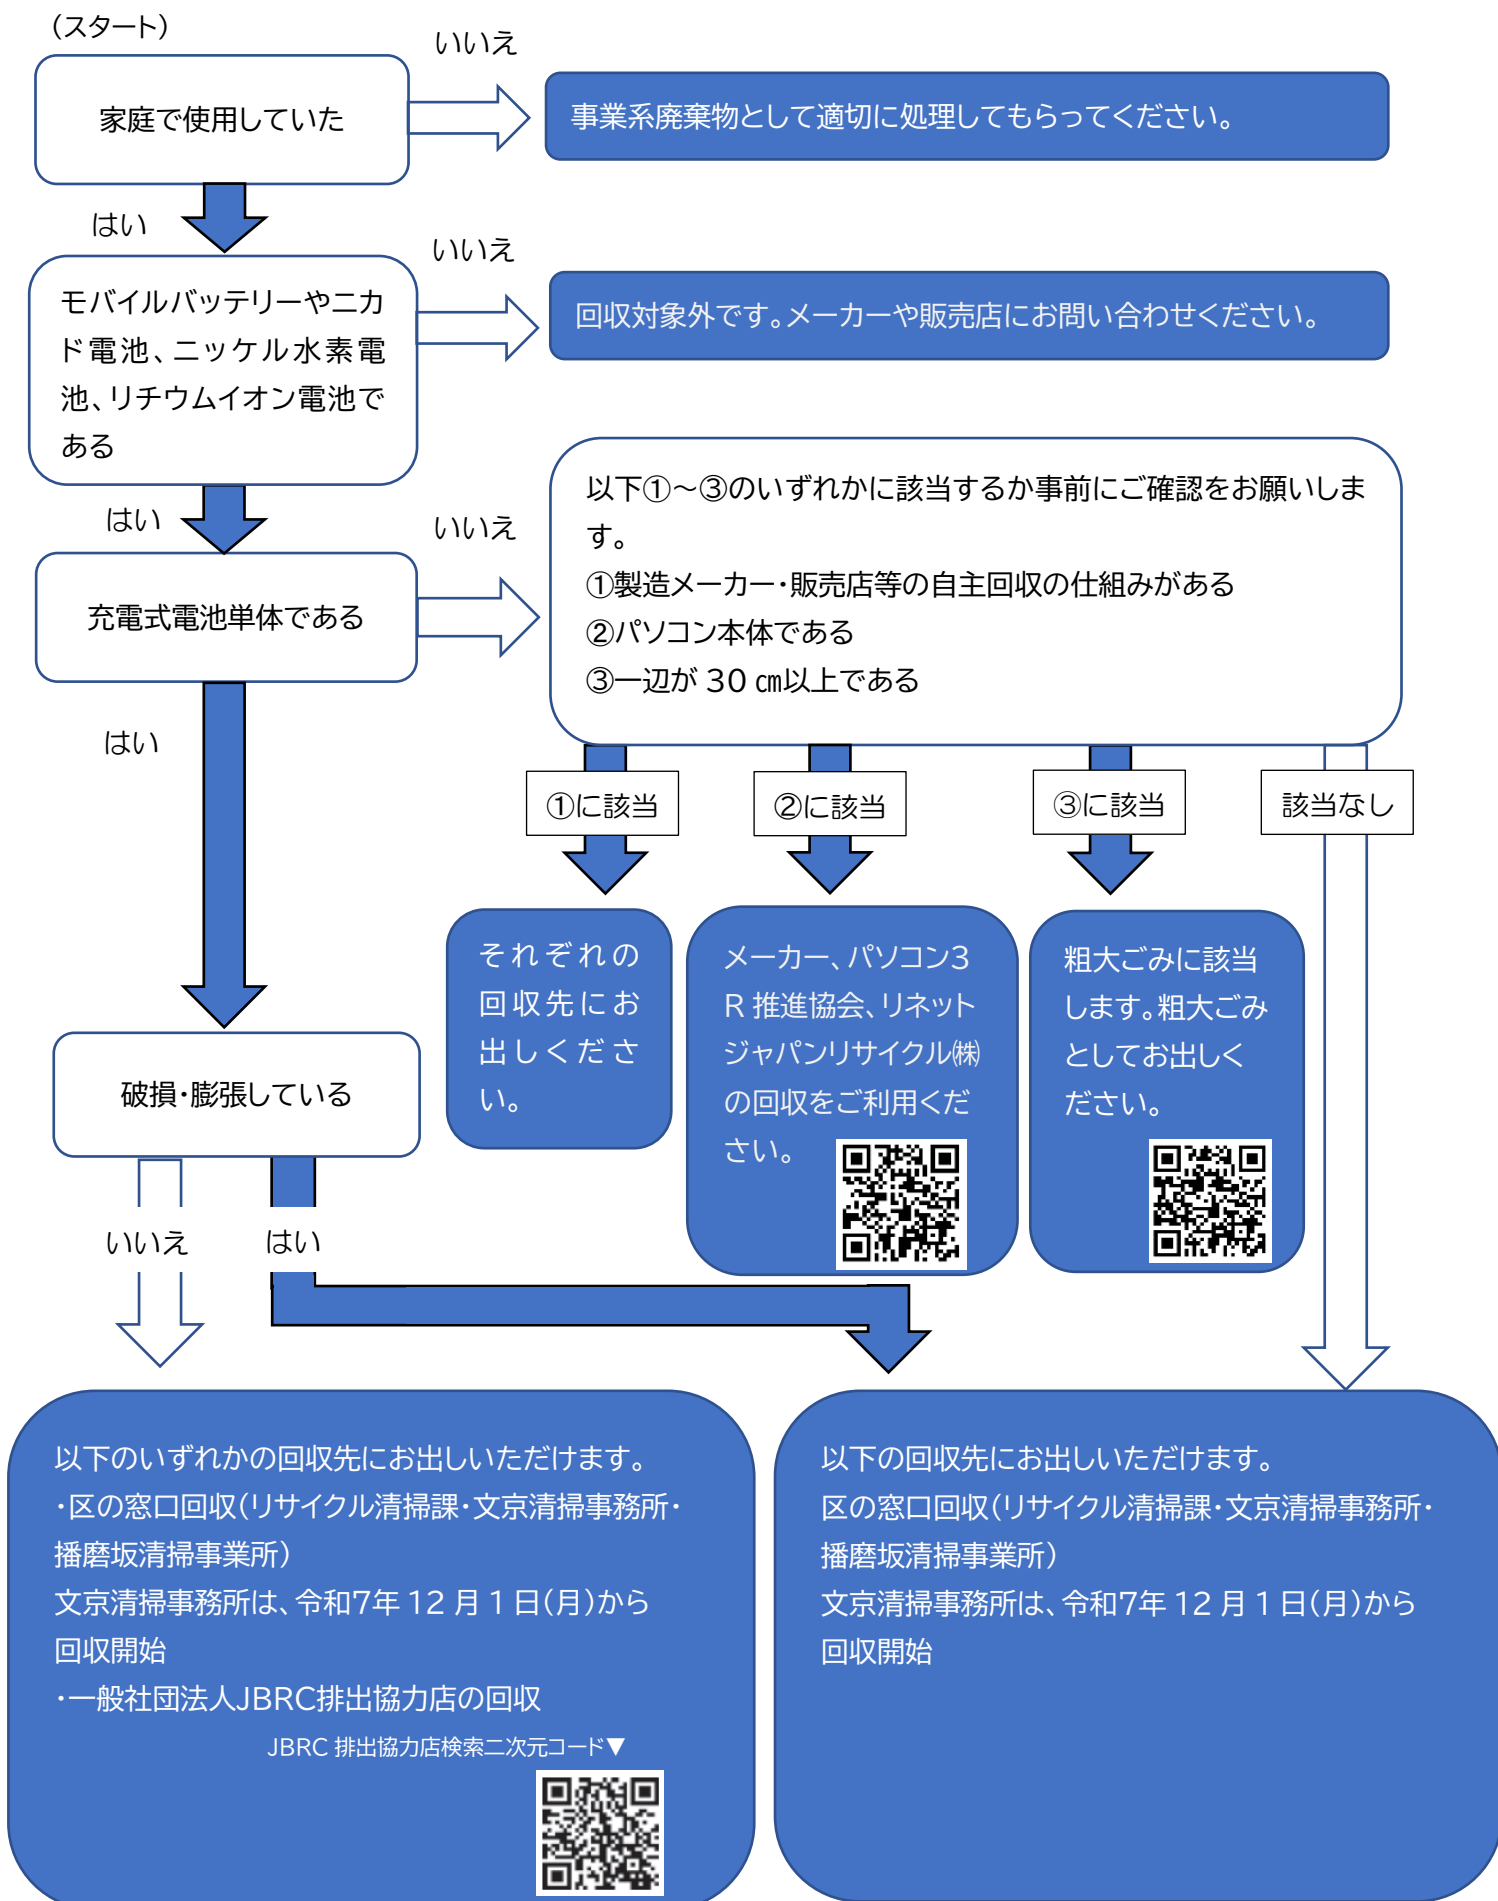 （スタート）
いいえ
家庭で使用していた
事業系廃棄物として適切に処理してもらってください。
はい
いいえ
モバイルバッテリーやニカ
ド電池、ニッケル水素電
池、リチウムイオン電池で
ある
回収対象外です。メーカーや販売店にお問い合わせください。
はい
いいえ
充電式電池単体である
以下①～③のいずれかに該当するか事前にご確認をお願いしま
す。
①製造メーカー・販売店等の自主回収の仕組みがある
②パソコン本体である
③一辺が 30 ㎝以上である
はい
①に該当
②に該当
③に該当
該当なし
それぞれの
回収先にお
出しくださ
い。
メーカー、パソコン3
R 推進協会、リネット
ジャパンリサイクル㈱
の回収をご利用くだ
さい。
粗大ごみに該当
します。粗大ごみ
としてお出しく
ださい。
破損・膨張している
いいえ
はい
以下のいずれかの回収先にお出しいただけます。
・区の窓口回収（リサイクル清掃課・文京清掃事務所・
播磨坂清掃事業所）
文京清掃事務所は、令和7年 12 月 1 日（月）から
回収開始
・一般社団法人JBRC排出協力店の回収
JBRC 排出協力店検索二次元コード▼
以下の回収先にお出しいただけます。
区の窓口回収（リサイクル清掃課・文京清掃事務所・
播磨坂清掃事業所）
文京清掃事務所は、令和7年 12 月 1 日（月）から
回収開始